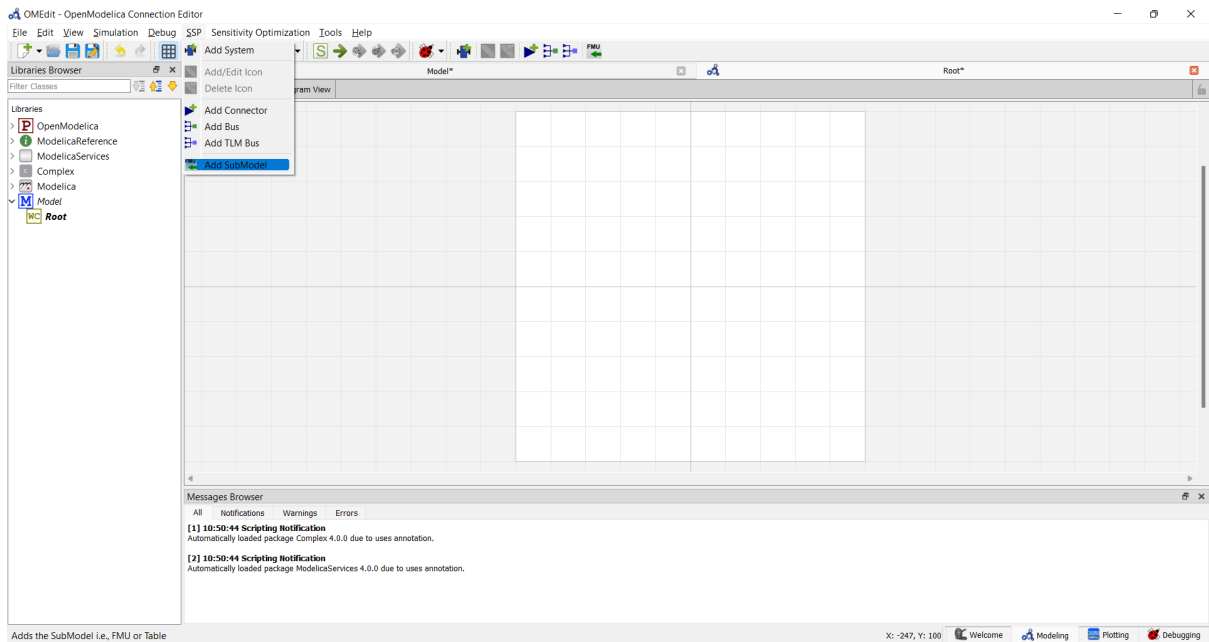 OMEdit - OpenModelica Connection Editor
File Edit View Simulation Debug SSP Sensitivity Optimization Tools Help
S FMU
Libraries Browser
Filter Classes
Libraries
P OpenModelica
i ModelicaReference
ModelicaServices
C Complex
Modelica
M Model
WC Root
Add System
Add/Edit Icon
Delete Icon
Add Connector
Add Bus
Add TLM Bus
FMU Add SubModel
Model* Root*
gram View
Messages Browser
All Notifications Warnings Errors
[1] 10:50:44 Scripting Notification
Automatically loaded package Complex 4.0.0 due to uses annotation.
[2] 10:50:44 Scripting Notification
Automatically loaded package ModelicaServices 4.0.0 due to uses annotation.
Adds the SubModel i.e., FMU or Table
X: -247, Y: 100 Welcome Modeling Plotting Debugging